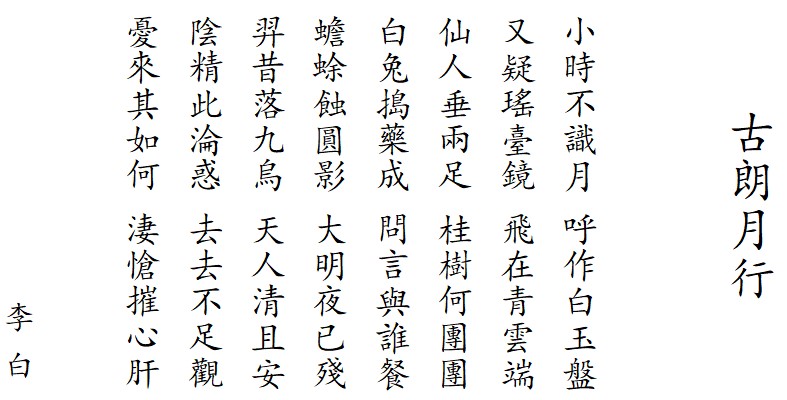 古朗月行
小時不識月 呼作白玉盤
又疑瑤臺鏡 飛在青雲端
仙人垂兩足 桂樹何團團
白兔搗藥成 問言與誰餐
蟾蜍蝕圓影 大明夜已殘
羿昔落九烏 天人清且安
陰精此淪惑 去去不足觀
憂來其如何 淒愴摧心肝
李白